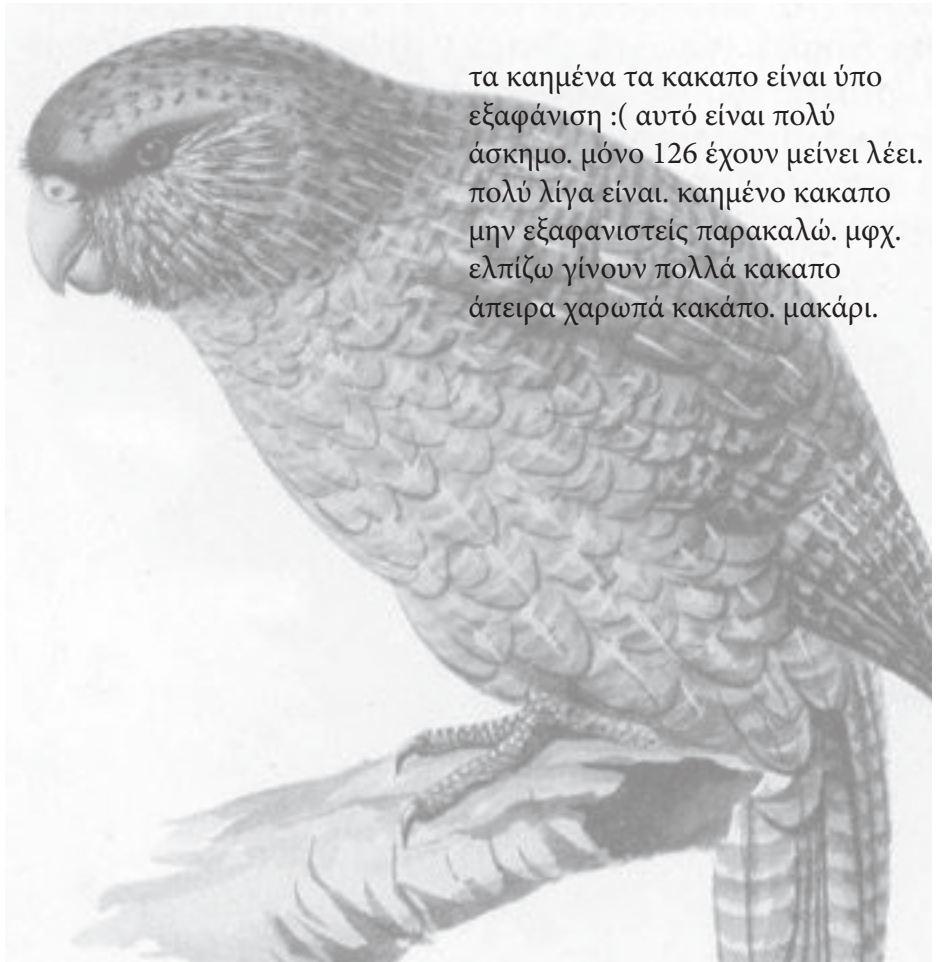 τα καημένα τα κακαπο είναι ύπο
εξαφάνιση :( αυτό είναι πολύ
άσκημο. μόνο 126 έχουν μείνει λέει.
πολύ λίγα είναι. καημένο κακαπο
μην εξαφανιστείς παρακαλώ. μφχ.
ελπίζω γίνουν πολλά κακαπο
άπειρα χαρωπά κακάπο. μακάρι.